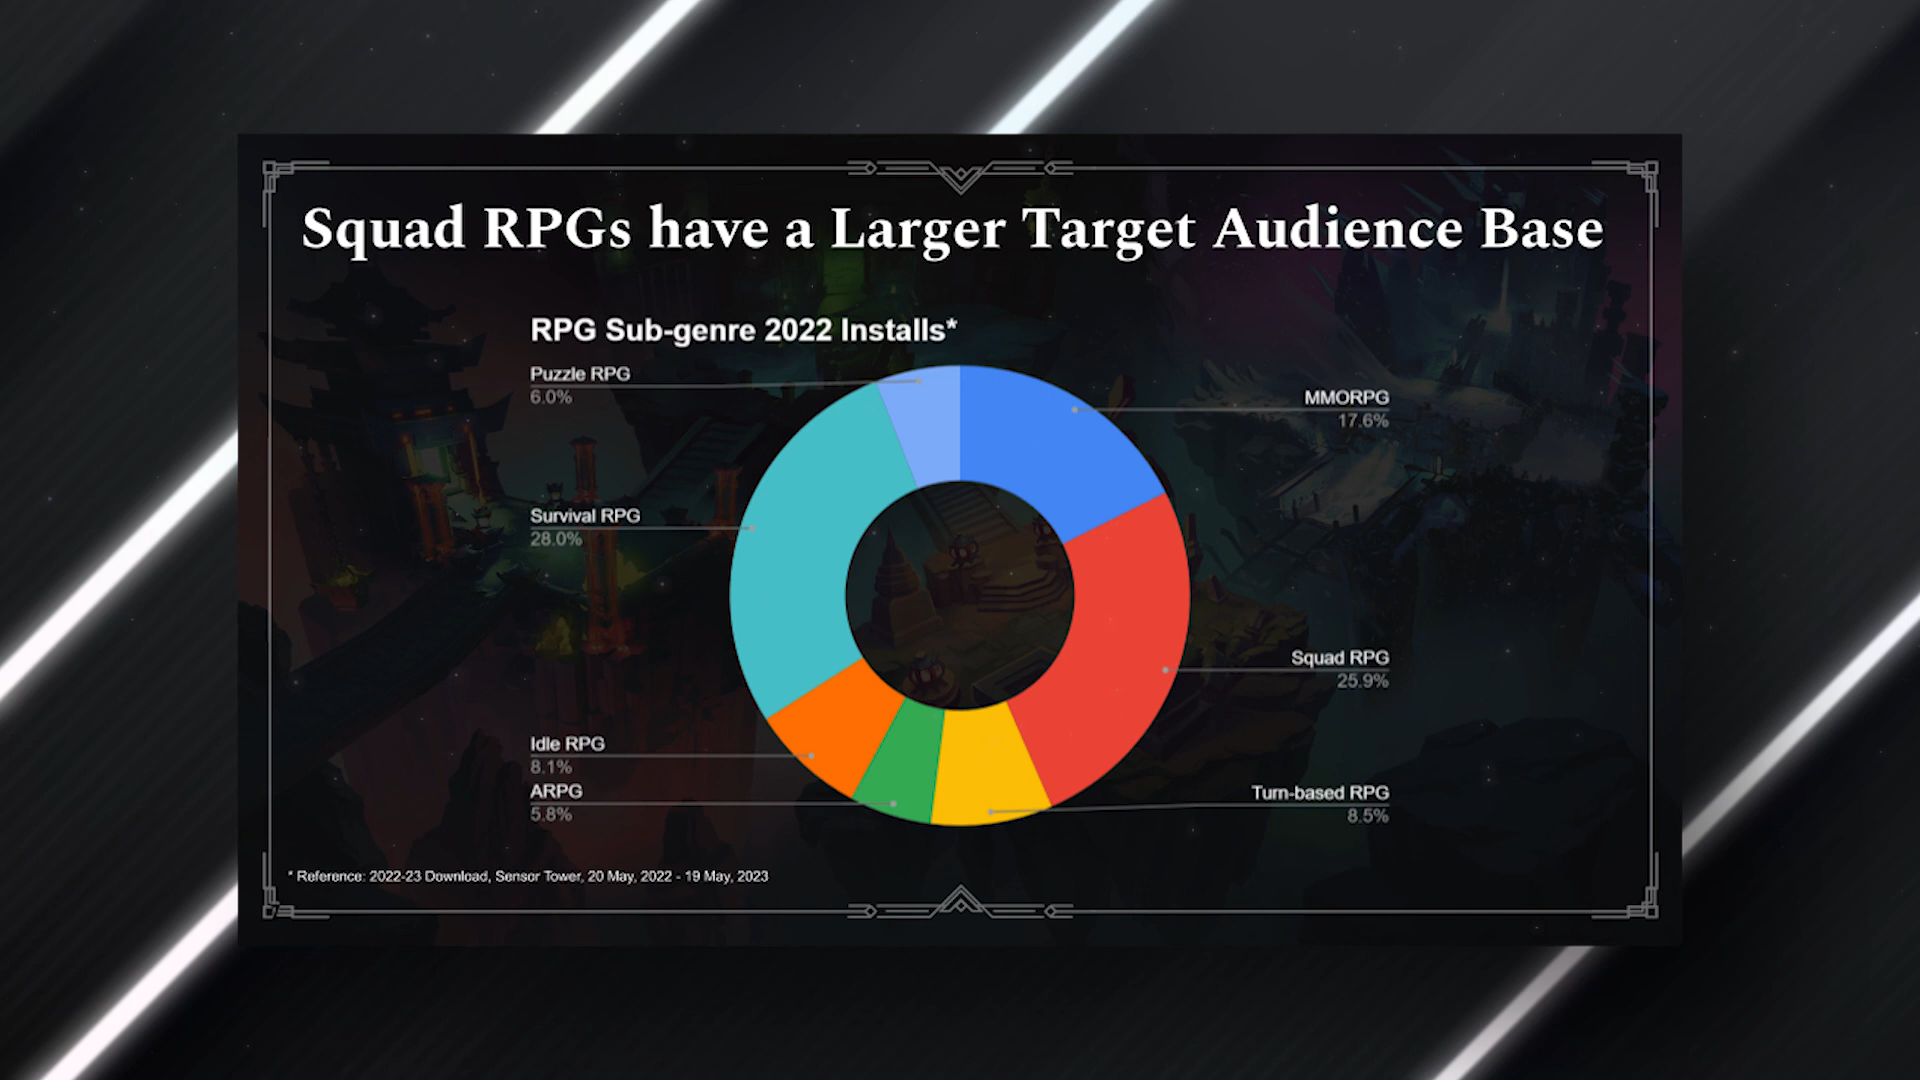 Squad RPGs have a Larger Target Audience Base
RPG Sub-genre 2022 Installs*
Puzzle RPG
6.0%
MMORPG
17.6%
Survival RPG
28.0%
Squad RPG
25.9%
Idle RPG
8.1%
ARPG
5.8%
Turn-based RPG
8.5%
* Reference: 2022-23 Download, Sensor Tower, 20 May, 2022 - 19 May, 2023